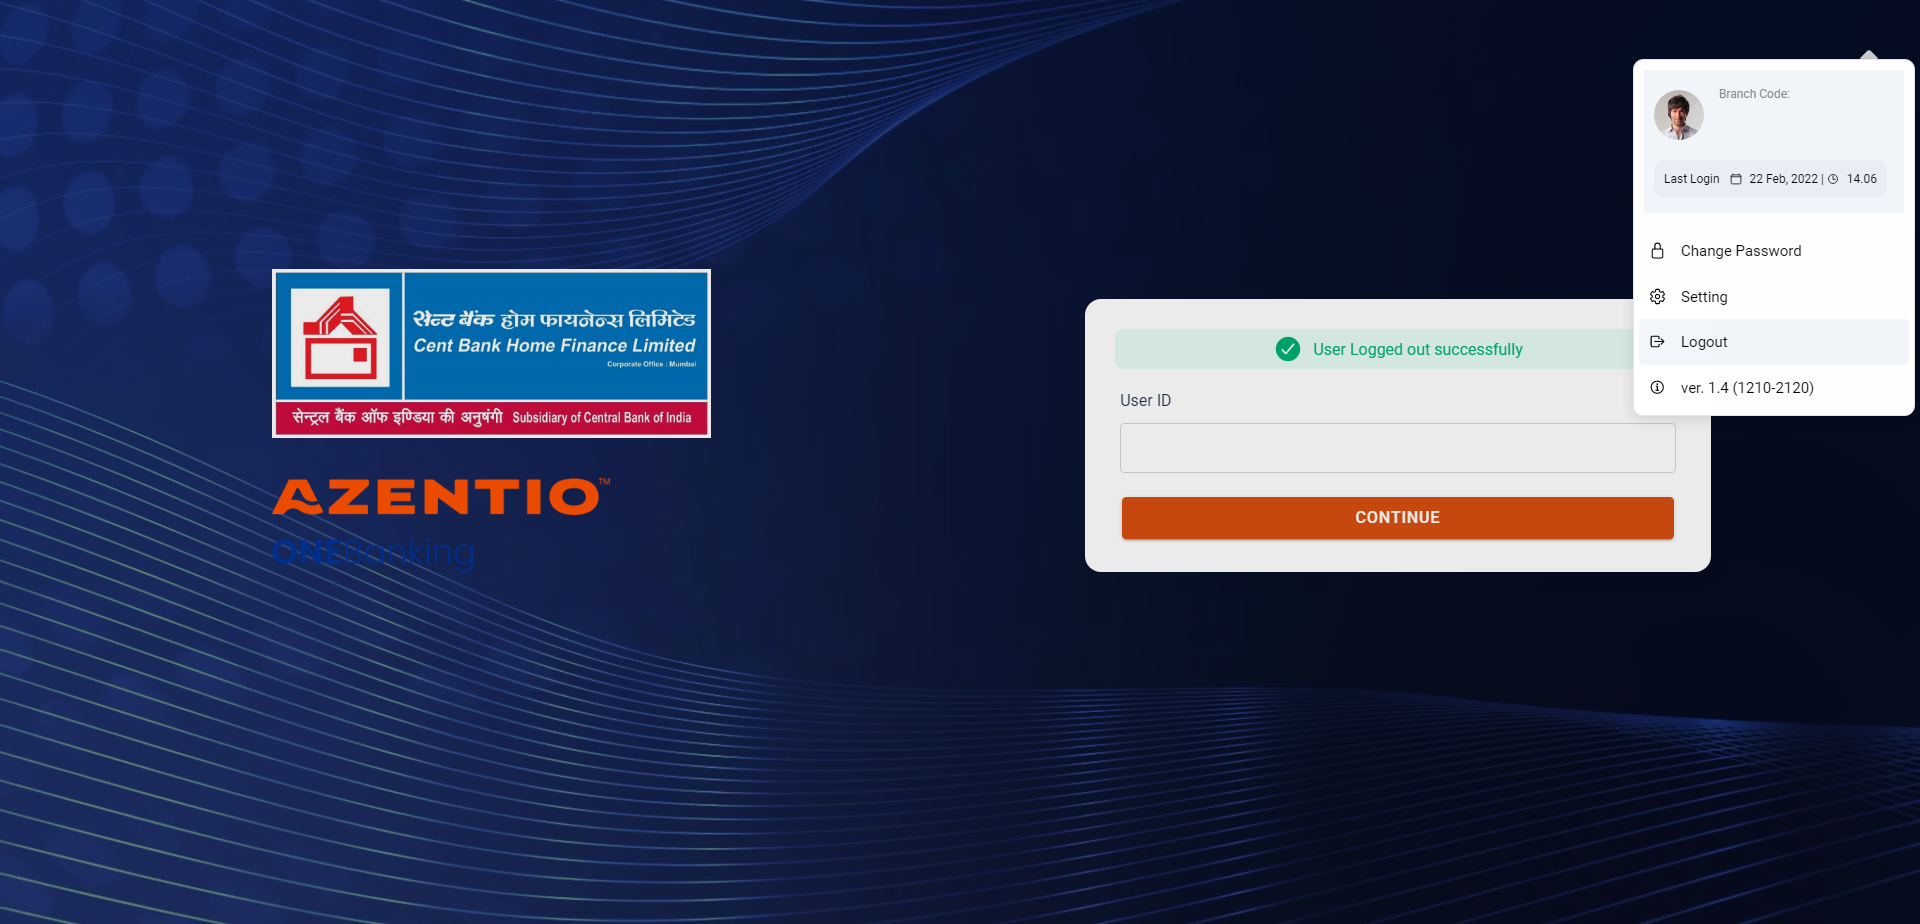 सेन्ट बैंक होम फायनेन्स लिमिटेड
Cent Bank Home Finance Limited
Corporate Office : Mumbai
सेन्ट्रल बैंक ऑफ इण्डिया की अनुषंगी Subsidiary of Central Bank of India
AZENTIO™
ONEBanking
User Logged out successfully
User ID
CONTINUE
Branch Code:
Last Login 22 Feb, 2022 | 14.06
Change Password
Setting
Logout
ver. 1.4 (1210-2120)